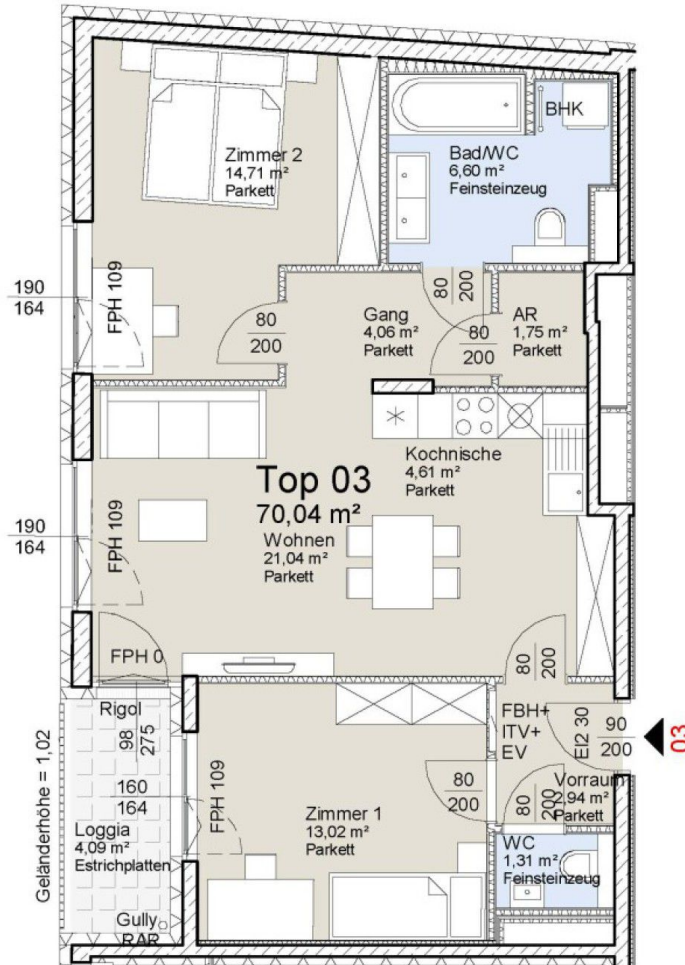 Zimmer 2
14,71 m²
Parkett
BHK
Bad/WC
6,60 m²
Feinsteinzeug
190
164
FPH 109
80
200
Gang
4,06 m²
Parkett
80
200
80
200
AR
1,75 m²
Parkett
Kochnische
4,61 m²
Parkett
Top 03
70,04 m²
Wohnen
21,04 m²
Parkett
190
164
FPH 109
FPH 0
80
200
Rigol
98
275
FBH+
ITV+
EV
EI2 30
90
200
03
Geländerhöhe = 1,02
160
164
FPH 109
80
200
80
200
Vorraum
2,94 m²
Parkett
Zimmer 1
13,02 m²
Parkett
Loggia
4,09 m²
Estrichplatten
WC
1,31 m²
Feinsteinzeug
Gully
RAR